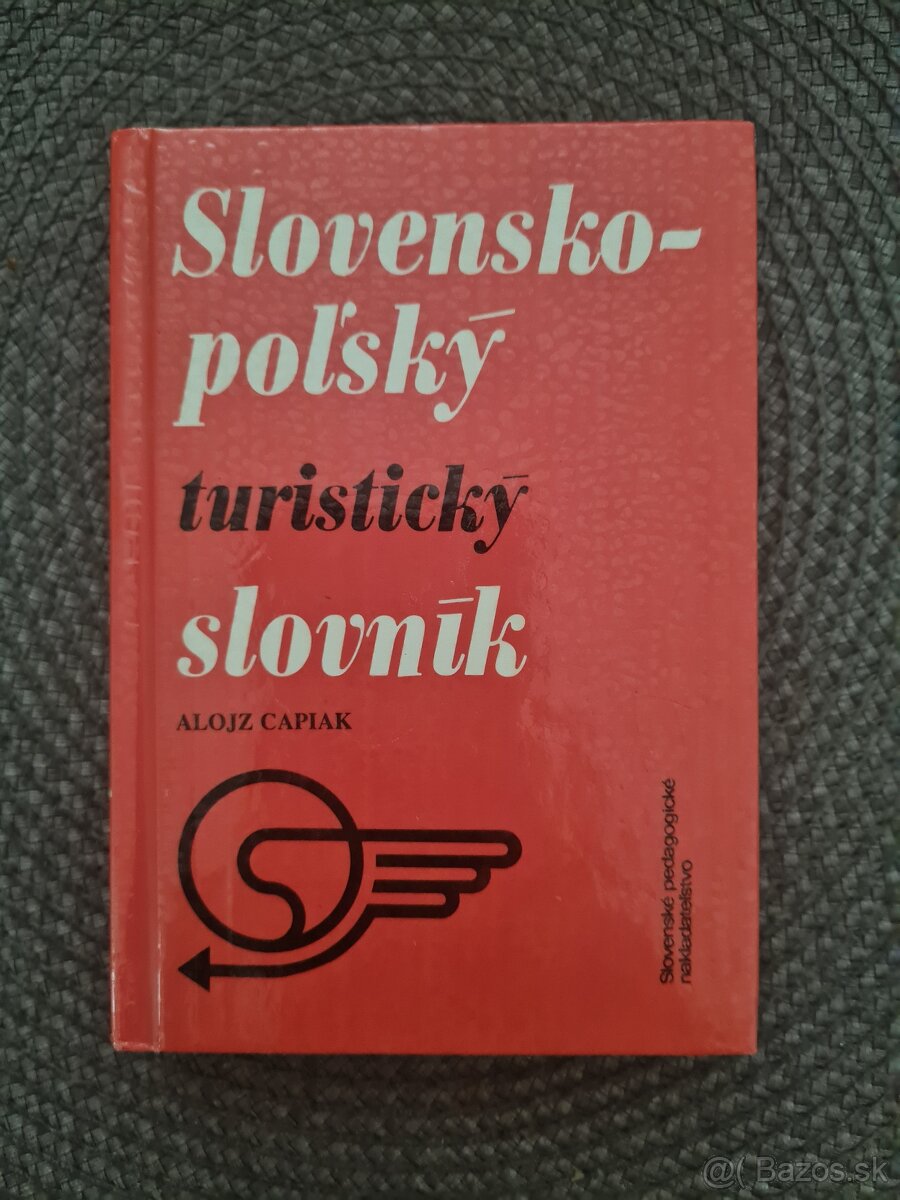 Slovensko-
poľský
turistický
slovník
ALOJZ CAPIAK
Slovenské pedagogické
nakladateľstvo
@( Bazos.sk